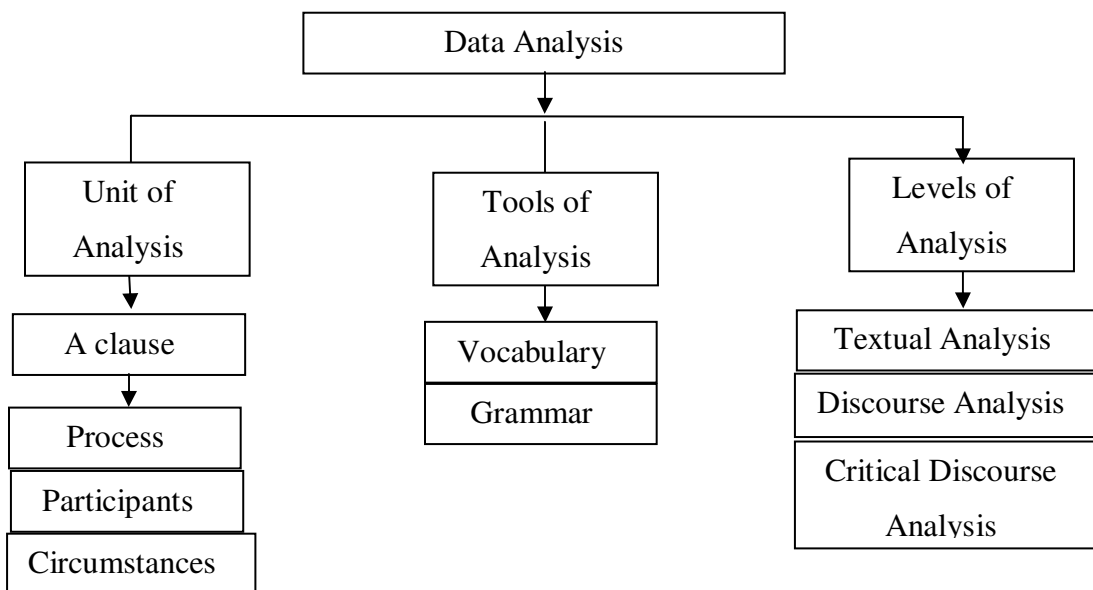 Data Analysis
Unit of
Analysis
Tools of
Analysis
Levels of
Analysis
A clause
Process
Participants
Circumstances
Vocabulary
Grammar
Textual Analysis
Discourse Analysis
Critical Discourse
Analysis